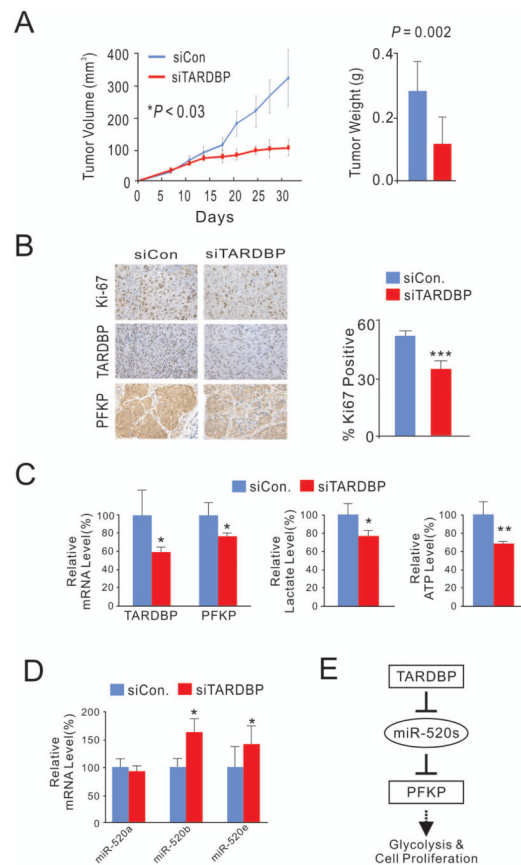 A
siCon
siTARDBP
*P < 0.03
Tumor Volume (mm³)
400
300
200
100
0
0 5 10 15 20 25 30
Days
P = 0.002
Tumor Weight (g)
0.4
0.2
0.0
B
siCon siTARDBP
Ki-67
TARDBP
PFKP
siCon.
siTARDBP
% Ki67 Positive
60
30
0
***
C
siCon. siTARDBP
Relative
mRNA Level(%)
100
80
60
40
20
0
* *
TARDBP PFKP
Relative
Lactate Level(%)
100
80
60
40
20
0
*
Relative
ATP Level(%)
100
80
60
40
20
0
**
D
siCon. siTARDBP
Relative
mRNA Level(%)
200
150
100
50
0
* *
miR-520a miR-520b miR-520e
E
TARDBP
miR-520s
PFKP
Glycolysis &
Cell Proliferation